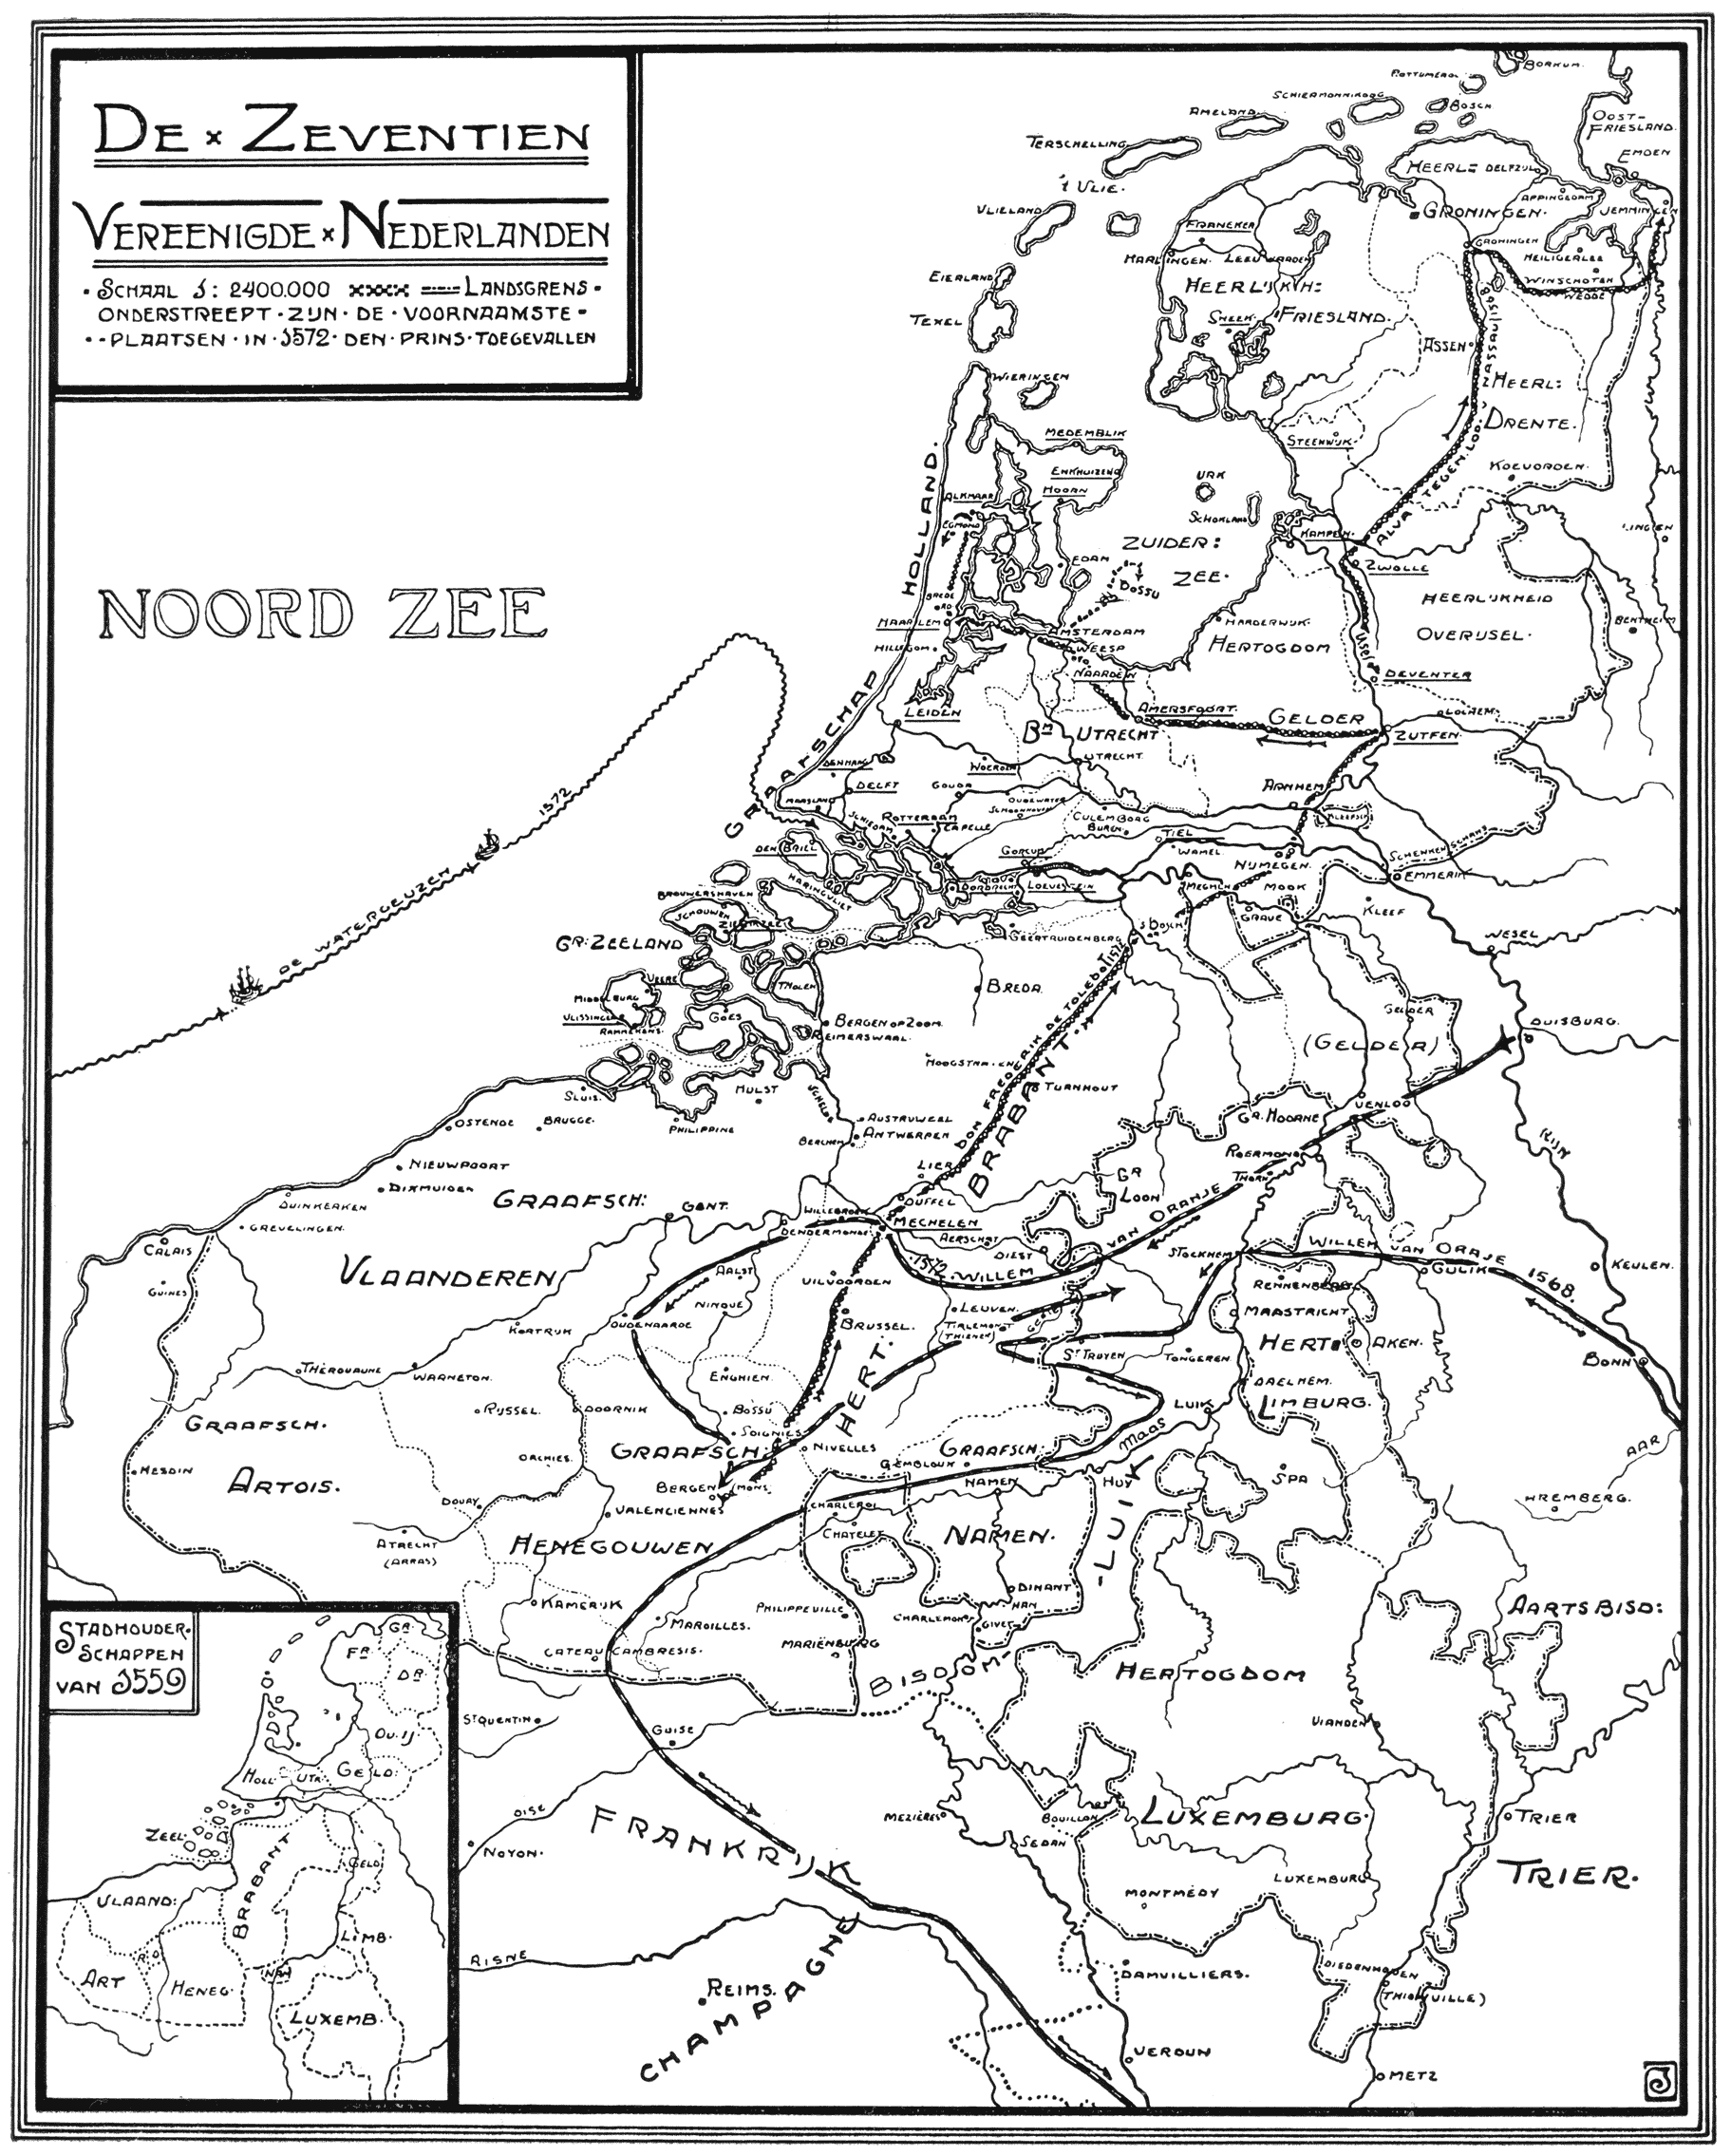 DE × ZEVENTIEN
VEREENIGDE × NEDERLANDEN
SCHAAL 1: 2400.000 ×××× LANDSGRENS
ONDERSTREEPT · ZIJN · DE · VOORNAAMSTE
PLAATSEN · IN · 1572 · DEN · PRINS · TOEGEVALLEN
BORKUM.
ROTTUMEROOG
SCHIERMONNIKOOG
BOSCH
AMELAND
OOST-
FRIESLAND.
TERSCHELLING
EMDEN
HEERL:
DELFZIJL
'T VLIE.
APPINGEDAM
JEMMINGEN
VLIELAND
GRONINGEN.
FRANEKER
GRONINGEN
HARLINGEN.
LEEUWARDEN
HEILIGERLEE
EIERLAND
WINSCHOTEN
WEDDE
HEERLIJKH:
FRIESLAND.
TEXEL
SNEEK
ASSEN
WIERINGEN
HEERL:
DRENTE.
MEDEMBLIK
STEENWIJK.
ENKHUIZEN
KOEVORDEN.
HOORN
URK
ALKMAAR
SCHOKLAND
EGMOND
KAMPEN.
ALVA TEGEN LOD: V. NASSAU 1568
LINGEN
ZUIDER:
ZEE.
EDAM
BOSSU
ZWOLLE
NOORD ZEE
HOLLAND.
GRAAFSCHAP
BREDE
RO
HEERLIJKHEID
OVERIJSEL.
BENTHEIM
HAARLEM
AMSTERDAM
HARDERWIJK.
HILLEGOM.
WEESP
HERTOGDOM
IJSEL
NAARDEN
DEVENTER
LEIDEN
AMERSFOORT.
GELDER
LOCHEM.
Bᴹ UTRECHT
ZUTFEN.
DEN HAAG
WOERDEN
UTRECHT
DELFT
GOUDA
ARNHEM
MAASLAND
OUDEWATER
SCHOONHOVEN
SCHIEDAM
ROTTERDAM
CAPELLE
CULEMBORG
BUREN.
TIEL
WAMEL.
SCHENKENSCHANS
DEN BRIEL
GORCUM
NIJMEGEN.
EMMERIK
HARINGVLIET
DORDRECHT
LOEVESTEIN
MEGHEN
MOOK
BROUWERSHAVEN
GRAVE
KLEEF
SCHOUWEN
ZIERIKZEE
'S BOSCH
GR: ZEELAND
GEERTRUIDENBERG
WESEL
DE WATERGEUZEN 1572
VEERE
THOLEN
BREDA.
MIDDELBURG
VLISSINGEN
GOES
BERGEN OP ZOOM.
GELDER
DUISBURG.
RAMMEKENS.
REIMERSWAAL.
(GELDER)
HOOGSTRATEN
DON FREDERIK DE TOLEDO 1572
TURNHOUT
SLUIS.
HULST
SCHELDE
VENLOO
PHILIPPINE
AUSTRUWEEL
OSTENDE
BRUGGE.
BERCHEM
ANTWERPEN
GR. HOORNE
BRABANT.
RIJN
NIEUWPOORT
LIER
ROERMOND
DIXMUIDEN
THORN
GR
LOON
DUINKERKEN
GRAAFSCH:
GENT.
DUFFEL
WILLEBROEK
MECHELEN
GREVELINGEN.
DENDERMONDE
AERSCHOT
DIEST
CALAIS
STOCKHEM
VLAANDEREN
1572. WILLEM VAN ORANJE
WILLEM VAN ORANJE 1568.
GULIK
KEULEN.
AALST
VILVOORDEN
GUINES
RENNENBERG
NINOVE
LEUVEN.
MAASTRICHT
OUDENAARDE
BRUSSEL.
TIRLEMONT
(THIENEN)
KORTRIJK
HERT:
AKEN.
St TRUYEN
TONGEREN.
BONN
THÉROUANNE
WARNETON.
ENGHIEN.
HERT:
DAELHEM.
LIMBURG.
RIJSSEL.
DOORNIK
BOSSU
LUIK
GRAAFSCH.
SOIGNIES
MAAS
GRAAFSCH:
NIVELLES
GRAAFSCH:
AAR
ORCHIES.
GEMBLOUX
HESDIN
SPA
ARTOIS.
BERGEN
(MONS.
NAMEN
HUY
DOUAY.
VALENCIENNES
CHARLEROI
AREMBERG.
CHATELET
ATRECHT
(ARRAS)
HENEGOUWEN
NAMEN.
LUIK
DINANT
KAMERIJK
PHILIPPEVILLE
HAN
AARTSBISD:
CHARLEMONT
MAROILLES.
GIVET
STADHOUDER-
SCHAPPEN
VAN 1559
CATEAU CAMBRESIS.
MARIËNBURG
BISDOM
HERTOGDOM
GR.
FR.
DR.
St QUENTIN
VIANDEN
GUISE
OV. IJ
HOLL
UTR.
GELD:
OISE
MEZIÈRES
BOUILLON
LUXEMBURG.
TRIER
ZEEL.
FRANKRIJK
SEDAN
NOYON.
BRABANT
GELD
LUXEMBURG
TRIER.
VLAAND:
MONTMÉDY
LIMB.
AISNE
ART
R.D
NAM
HENEG.
DAMVILLIERS.
DIEDENHOVEN
(THIONVILLE)
REIMS.
LUXEMB.
CHAMPAGNE
VERDUN
METZ
J